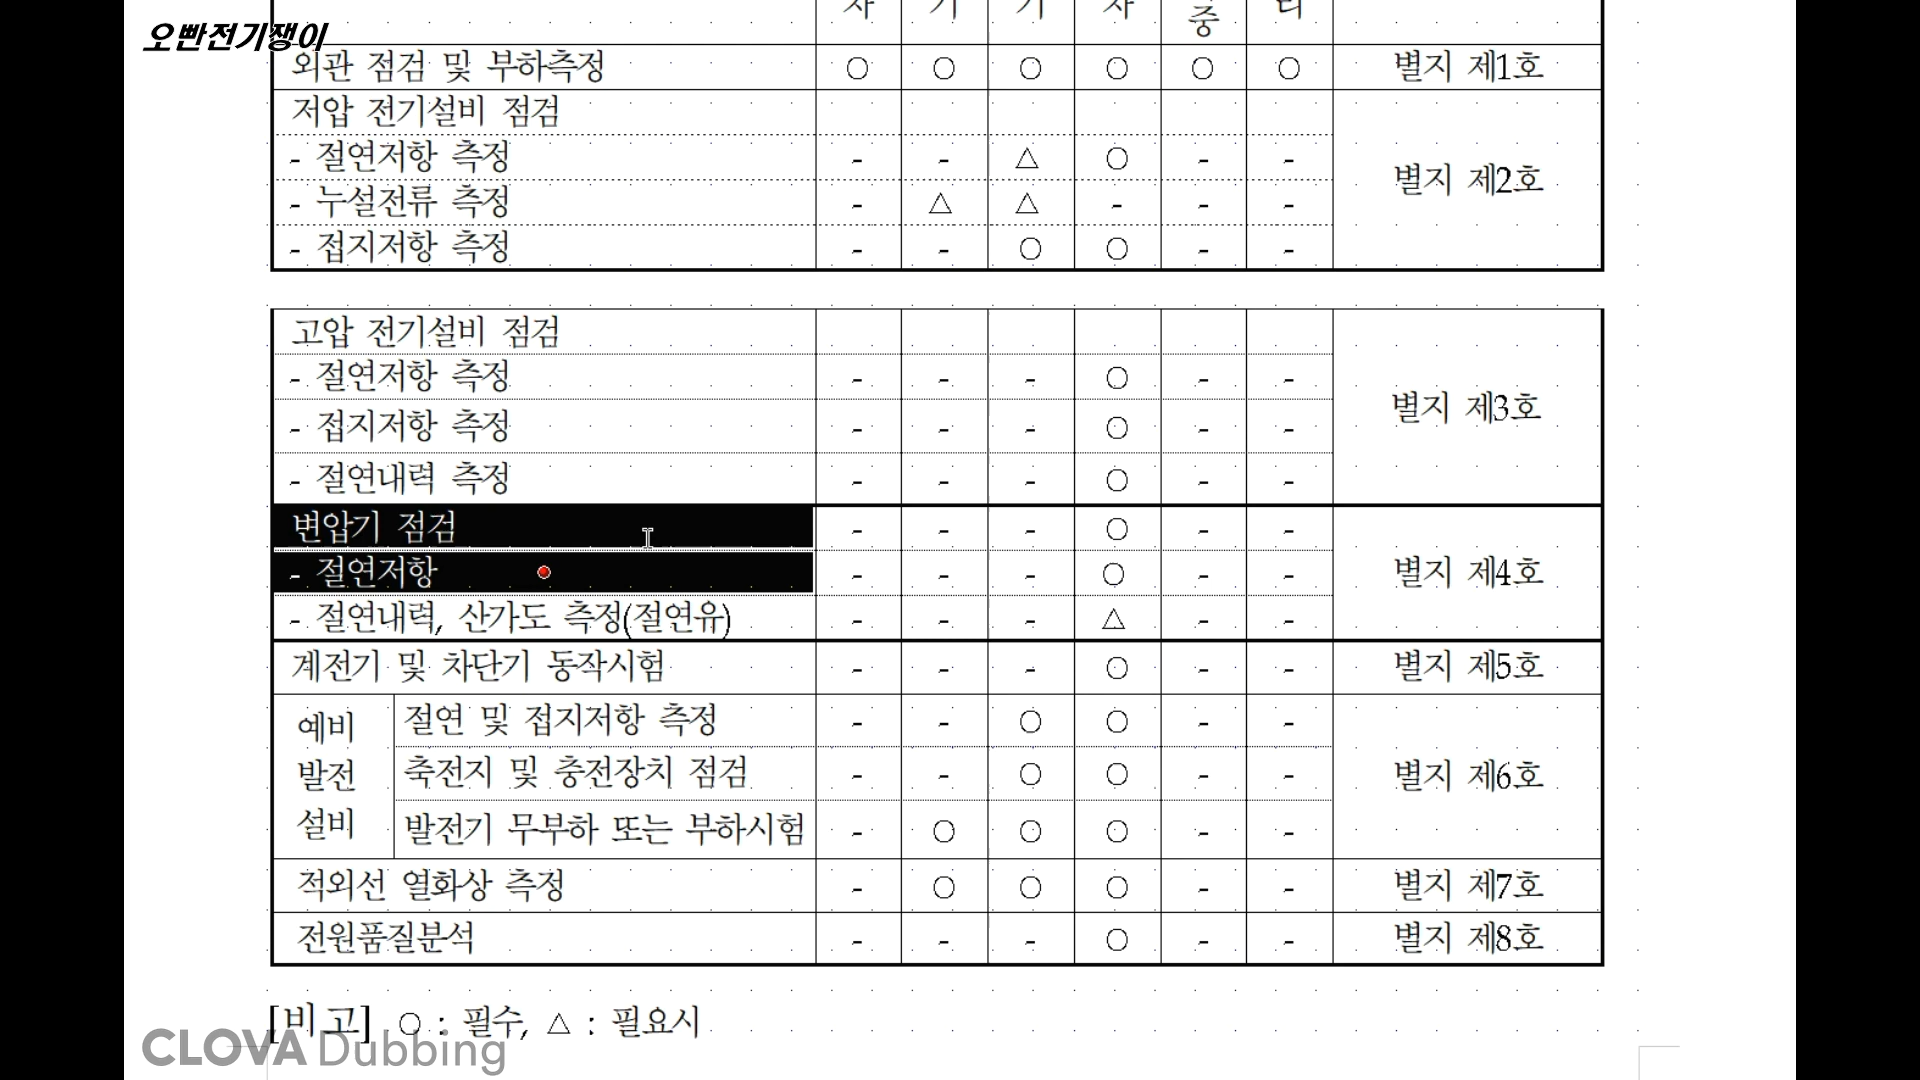 오빤전기쟁이
중
외관 점검 및 부하측정 ○ ○ ○ ○ ○ ○ 별지 제1호
저압 전기설비 점검
- 절연저항 측정 - - △ ○ - -
별지 제2호
- 누설전류 측정 - △ △ - - -
- 접지저항 측정 - - ○ ○ - -
고압 전기설비 점검
- 절연저항 측정 - - - ○ - -
별지 제3호
- 접지저항 측정 - - - ○ - -
- 절연내력 측정 - - - ○ - -
변압기 점검 - - - ○ - -
- 절연저항 - - - ○ - - 별지 제4호
- 절연내력, 산가도 측정(절연유) - - - △ - -
계전기 및 차단기 동작시험 - - - ○ - - 별지 제5호
예비
발전
설비
절연 및 접지저항 측정 - - ○ ○ - -
축전지 및 충전장치 점검 - - ○ ○ - - 별지 제6호
발전기 무부하 또는 부하시험 - ○ ○ ○ - -
적외선 열화상 측정 - ○ ○ ○ - - 별지 제7호
전원품질분석 - - - ○ - - 별지 제8호
[비고] ○ : 필수, △ : 필요시
CLOVA Dubbing